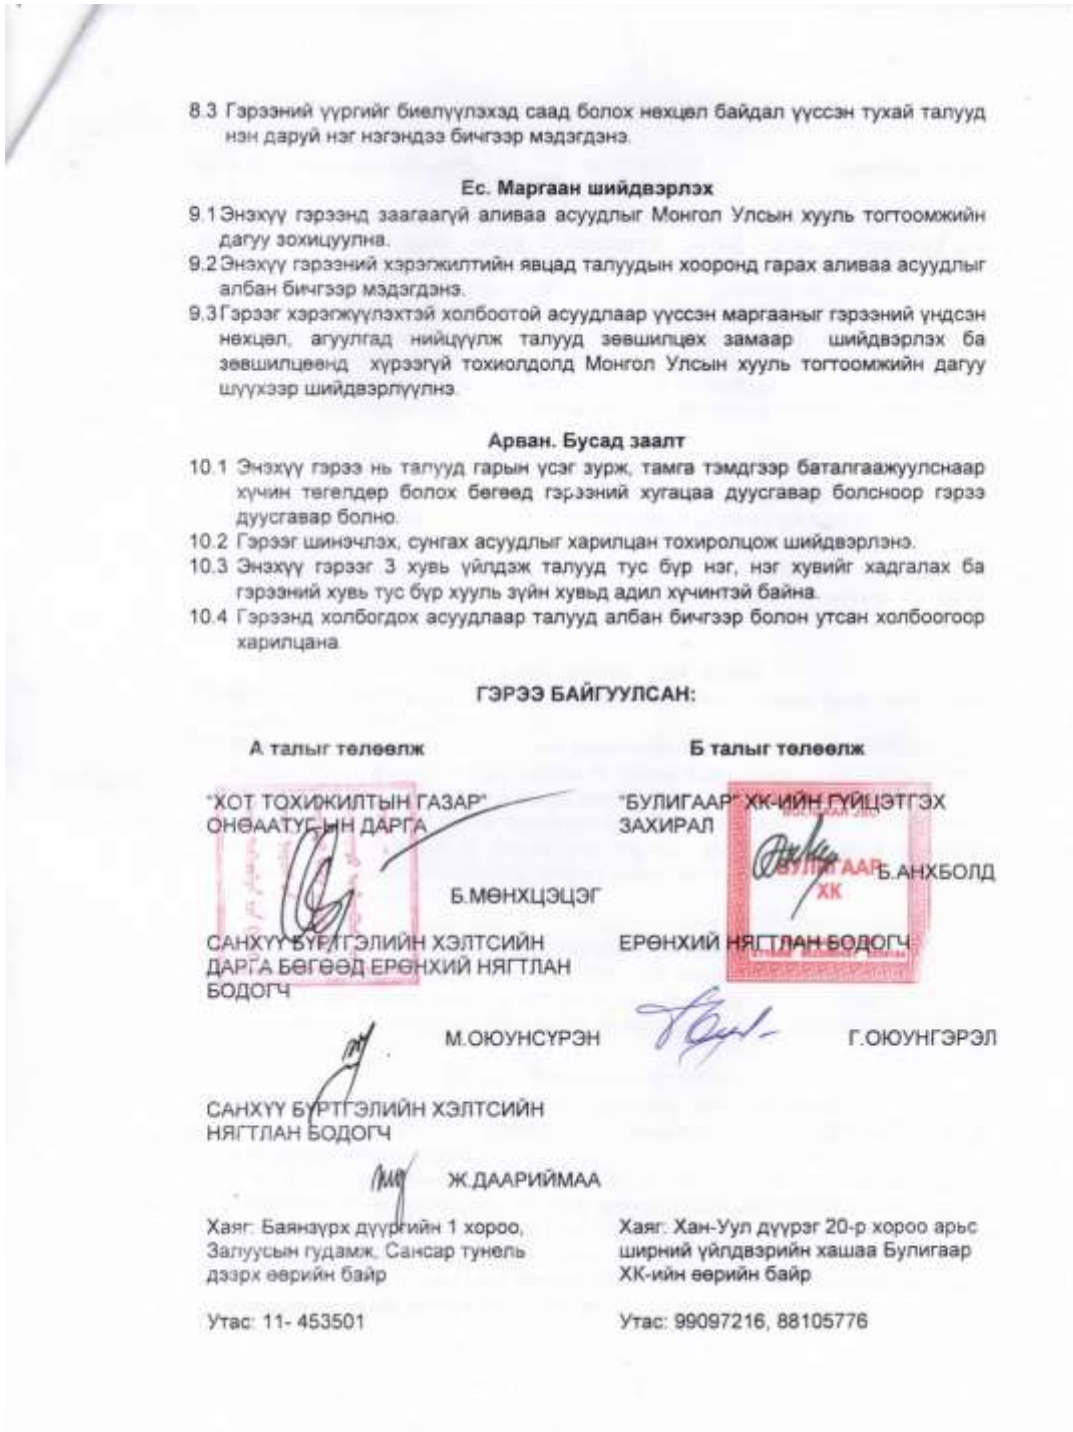 8.3 Гэрээний үүргийг биелүүлэхэд саад болох нөхцөл байдал үүссэн тухай талууд
нэн даруй нэг нэгэндээ бичгээр мэдэгдэнэ.
Ес. Маргаан шийдвэрлэх
9.1 Энэхүү гэрээнд заагаагүй аливаа асуудлыг Монгол Улсын хууль тогтоомжийн
дагуу зохицуулна.
9.2 Энэхүү гэрээний хэрэгжилтийн явцад талуудын хооронд гарах аливаа асуудлыг
албан бичгээр мэдэгдэнэ.
9.3 Гэрээг хэрэгжүүлэхтэй холбоотой асуудлаар үүссэн маргааныг гэрээний үндсэн
нөхцөл, агуулгад нийцүүлж талууд зөвшилцөх замаар шийдвэрлэх ба
зөвшилцөөнд хүрээгүй тохиолдолд Монгол Улсын хууль тогтоомжийн дагуу
шүүхээр шийдвэрлүүлнэ.
Арван. Бусад заалт
10.1 Энэхүү гэрээ нь талууд гарын үсэг зурж, тамга тэмдгээр баталгаажуулснаар
хүчин төгөлдөр болох бөгөөд гэрээний хугацаа дуусгавар болсноор гэрээ
дуусгавар болно.
10.2 Гэрээг шинэчлэх, сунгах асуудлыг харилцан тохиролцож шийдвэрлэнэ.
10.3 Энэхүү гэрээг 3 хувь үйлдэж талууд тус бүр нэг, нэг хувийг хадгалах ба
гэрээний хувь тус бүр хууль зүйн хувьд адил хүчинтэй байна.
10.4 Гэрээнд холбогдох асуудлаар талууд албан бичгээр болон утсан холбоогоор
харилцана
ГЭРЭЭ БАЙГУУЛСАН:
А талыг төлөөлж
"ХОТ ТОХИЖИЛТЫН ГАЗАР"
ОНӨААТҮГ-ЫН ДАРГА
Б.МӨНХЦЭЦЭГ
САНХҮҮ БҮРТГЭЛИЙН ХЭЛТСИЙН
ДАРГА БӨГӨӨД ЕРӨНХИЙ НЯГТЛАН
БОДОГЧ
М.ОЮУНСҮРЭН
САНХҮҮ БҮРТГЭЛИЙН ХЭЛТСИЙН
НЯГТЛАН БОДОГЧ
Ж.ДААРИЙМАА
Хаяг: Баянзүрх дүүргийн 1 хороо,
Залуусын гудамж, Сансар тунель
дээрх өөрийн байр
Утас: 11- 453501
Б талыг төлөөлж
"БУЛИГААР" ХК-ИЙН ГҮЙЦЭТГЭХ
ЗАХИРАЛ
БУЛИГААР
ХК
Б.АНХБОЛД
ЕРӨНХИЙ НЯГТЛАН БОДОГЧ
Г.ОЮУНГЭРЭЛ
Хаяг: Хан-Уул дүүрэг 20-р хороо арьс
ширний үйлдвэрийн хашаа Булигаар
ХК-ийн өөрийн байр
Утас: 99097216, 88105776